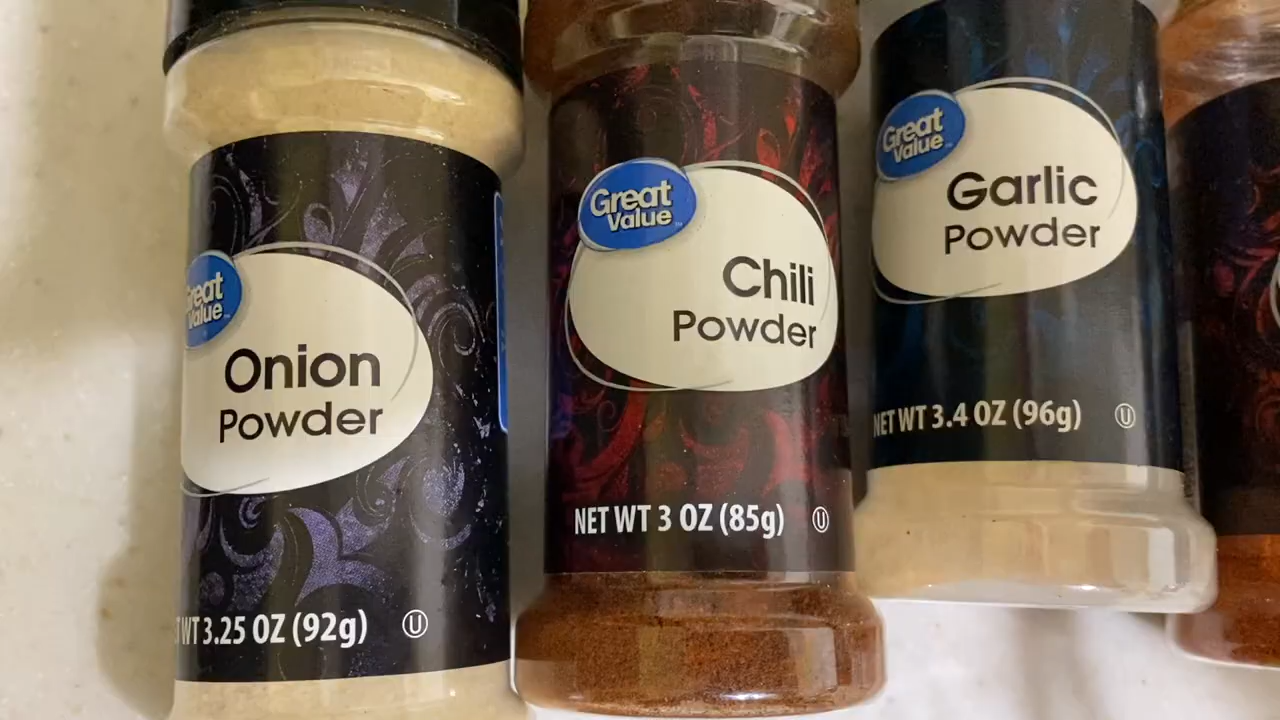 Great
Value
Onion
Powder
WT 3.25 OZ (92g)
U
Great
Value
Chili
Powder
NET WT 3 OZ (85g)
U
Great
Value
Garlic
Powder
NET WT 3.4 OZ (96g)
U